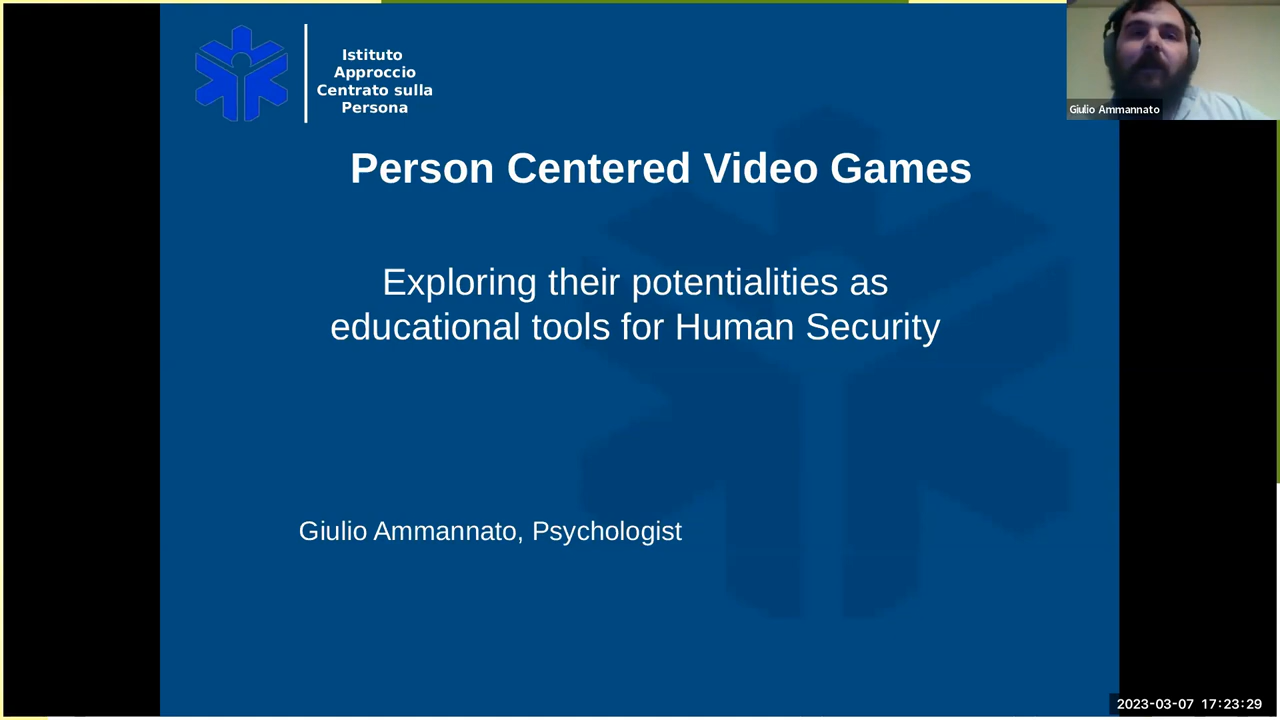 Istituto
Approccio
Centrato sulla
Persona
Giulio Ammannato
Person Centered Video Games
Exploring their potentialities as
educational tools for Human Security
Giulio Ammannato, Psychologist
2023-03-07 17:23:29